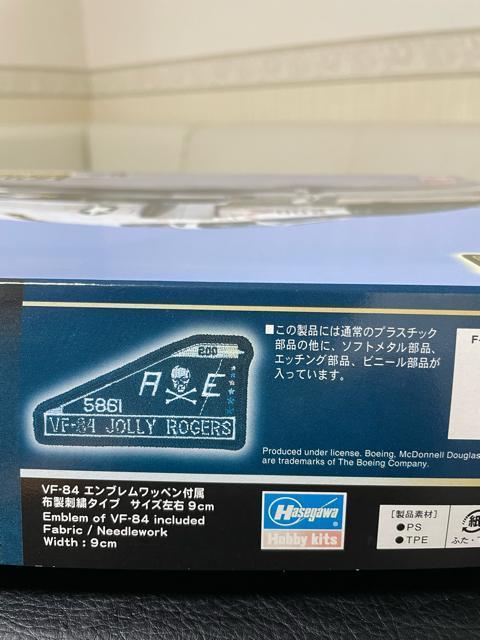 200
A E
5861
VF-84 JOLLY ROGERS
■この製品には通常のプラスチック
部品の他に、ソフトメタル部品、
エッチング部品、ビニール部品が
入っています。
Produced under license. Boeing, McDonnell Douglas
are trademarks of The Boeing Company.
VF-84 エンブレムワッペン付属
布製刺繍タイプ サイズ左右 9cm
Emblem of VF-84 included
Fabric / Needlework
Width : 9cm
Hasegawa
Hobby kits
[製品素材]
●PS
●TPE
紙
ふた・